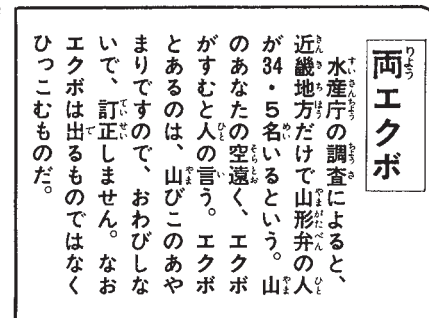 両エクボ
水産庁の調査によると、
近畿地方だけで山形弁の人
が34・5名いるという。山
のあなたの空遠く、エクボ
がすむと人の言う。エクボ
とあるのは、山びこのあや
まりですので、おわびしな
いで、訂正しません。なお
エクボは出るものではなく
ひっこむものだ。